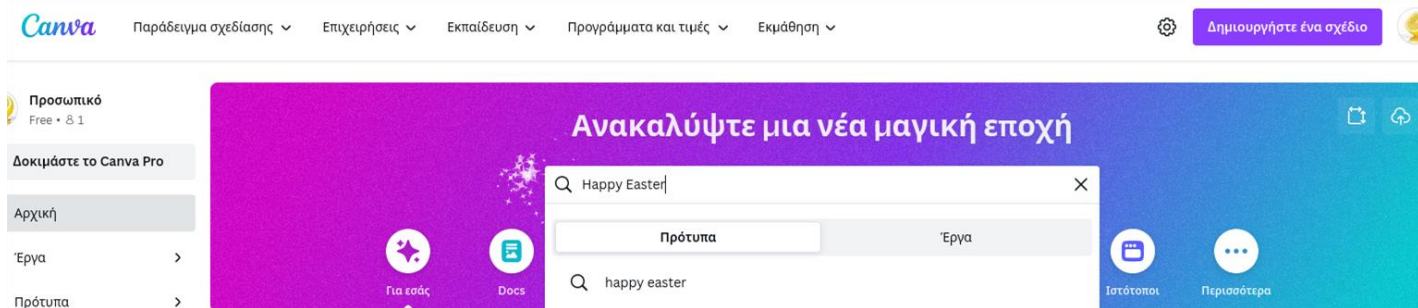 Canva Παράδειγμα σχεδίασης Επιχειρήσεις Εκπαίδευση Προγράμματα και τιμές Εκμάθηση Δημιουργήστε ένα σχέδιο
Προσωπικό
Free • 1
Δοκιμάστε το Canva Pro
Αρχική
Έργα
Πρότυπα
Ανακαλύψτε μια νέα μαγική εποχή
Happy Easter
Πρότυπα Έργα
happy easter
Για εσάς Docs Ιστότοποι Περισσότερα